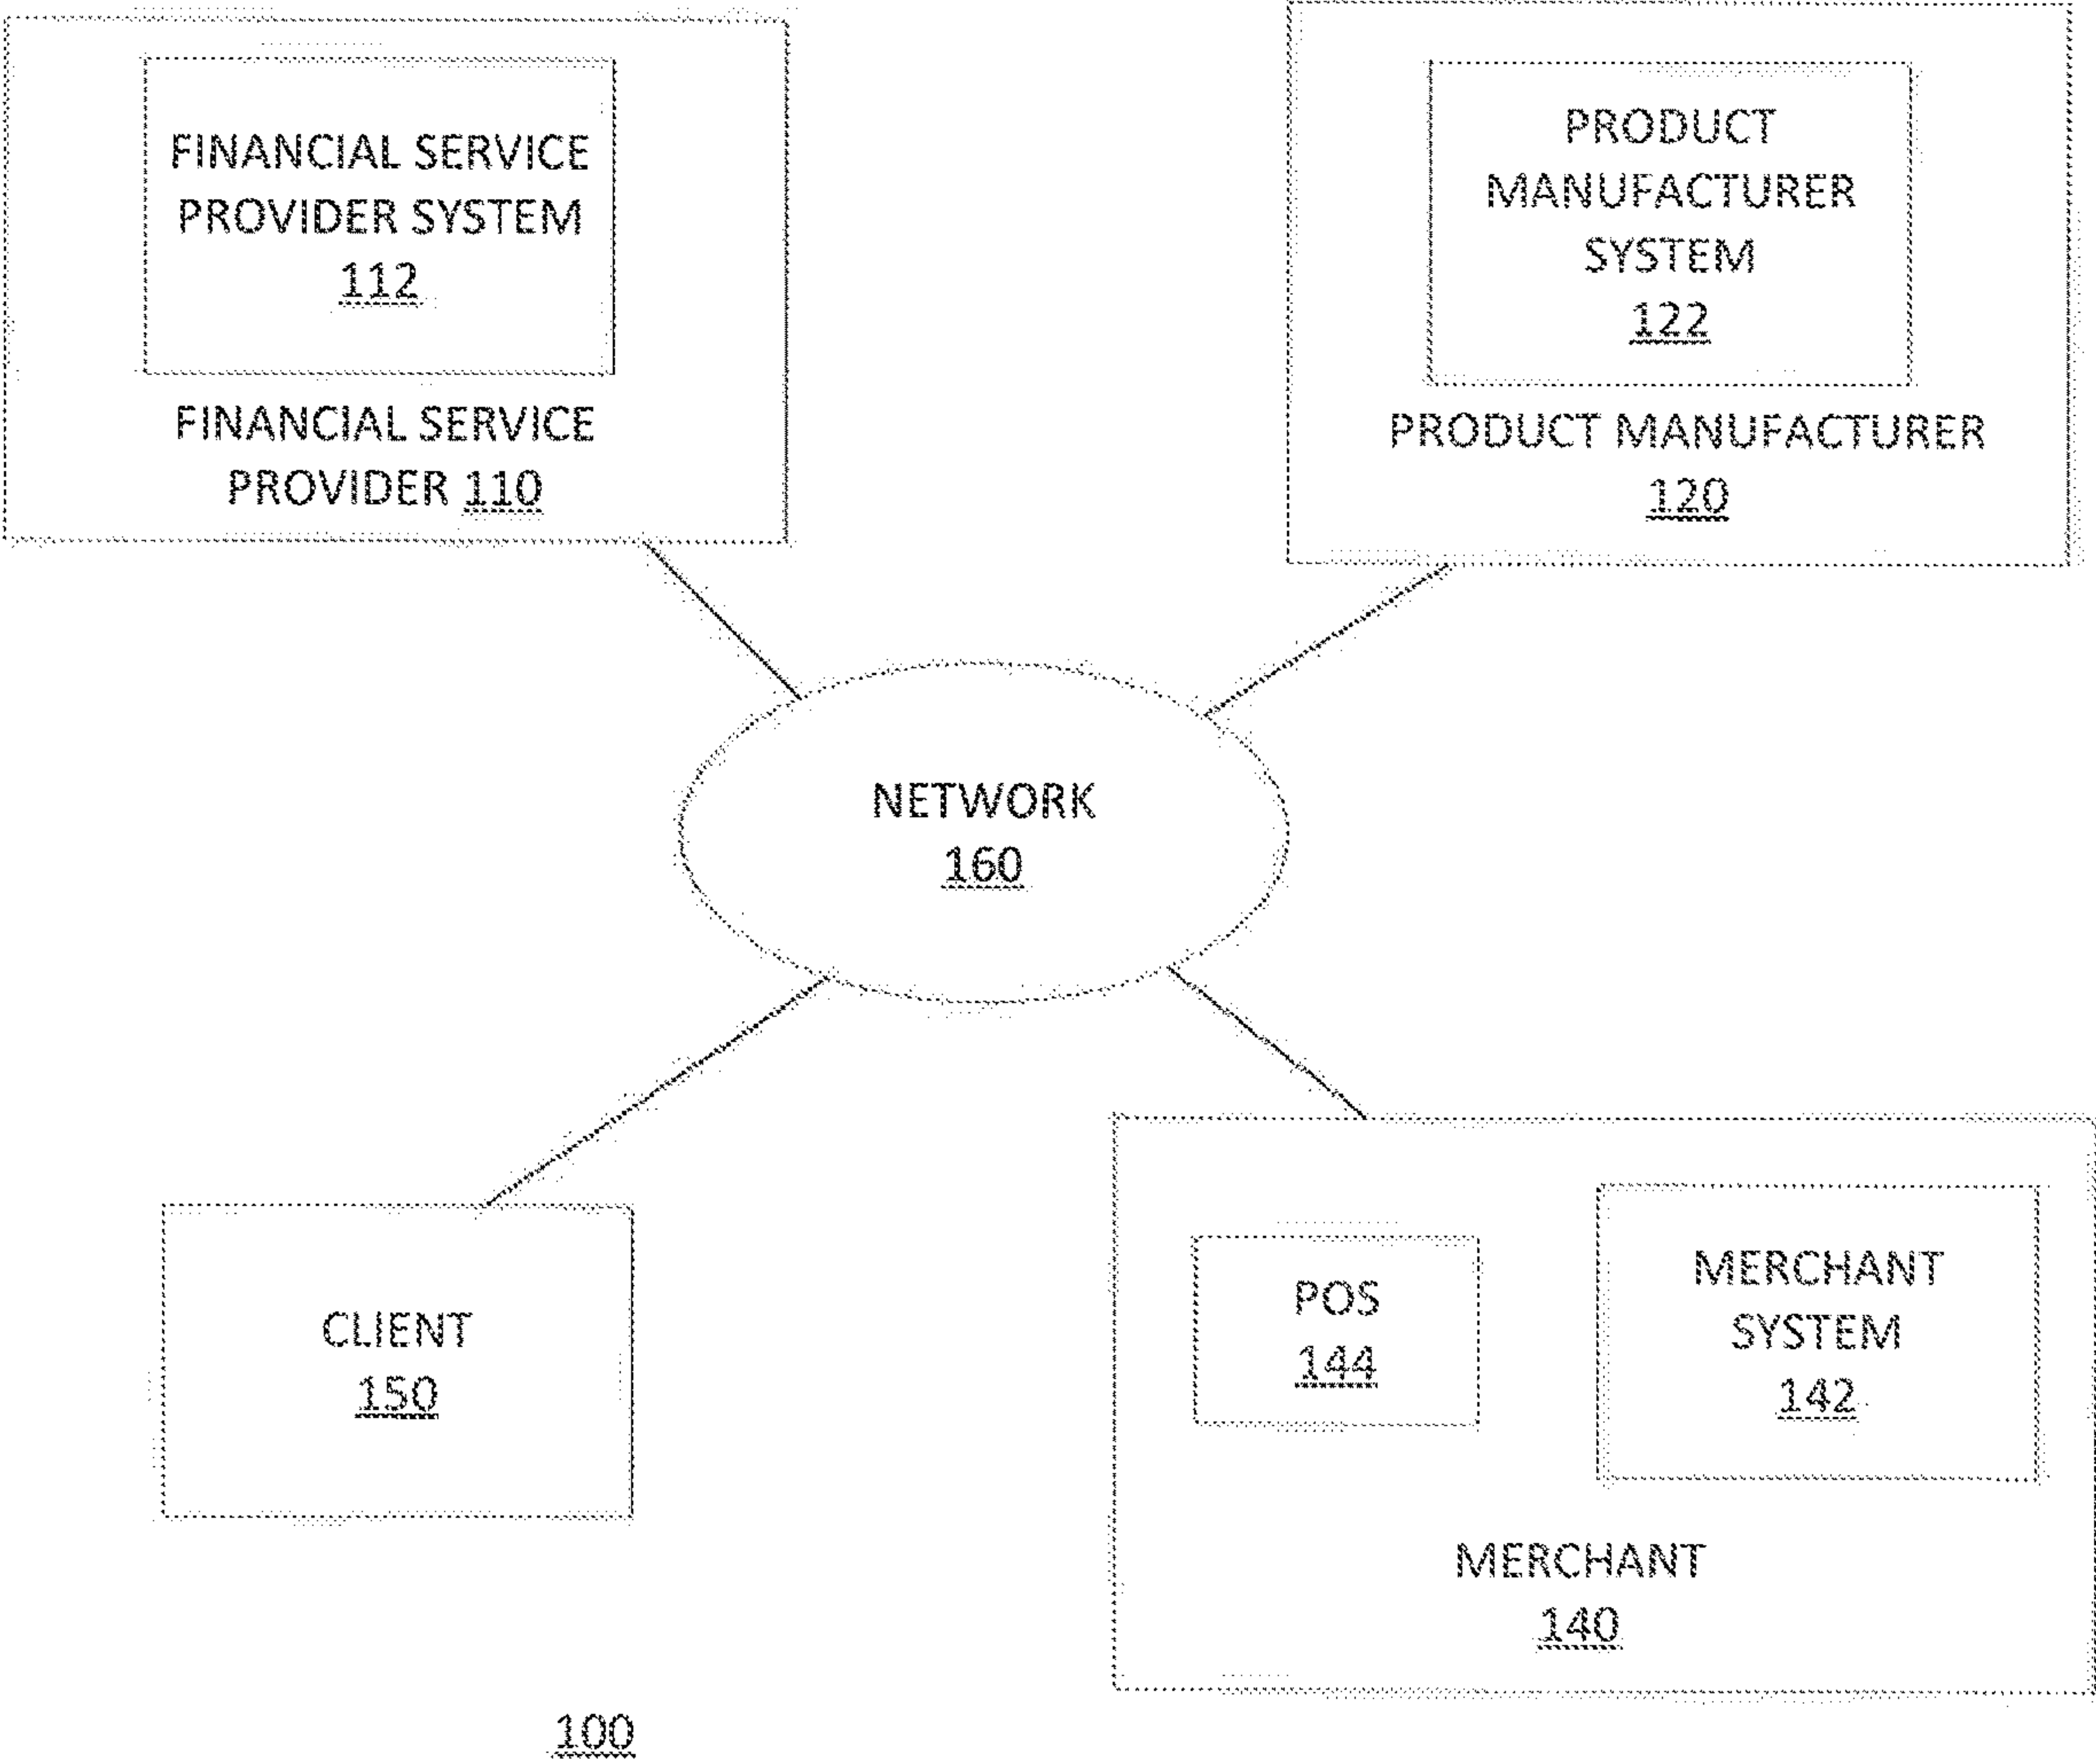 FINANCIAL SERVICE
PROVIDER SYSTEM
112
FINANCIAL SERVICE
PROVIDER 110
PRODUCT
MANUFACTURER
SYSTEM
122
PRODUCT MANUFACTURER
120
NETWORK
160
CLIENT
150
POS
144
MERCHANT
SYSTEM
142
MERCHANT
140
100